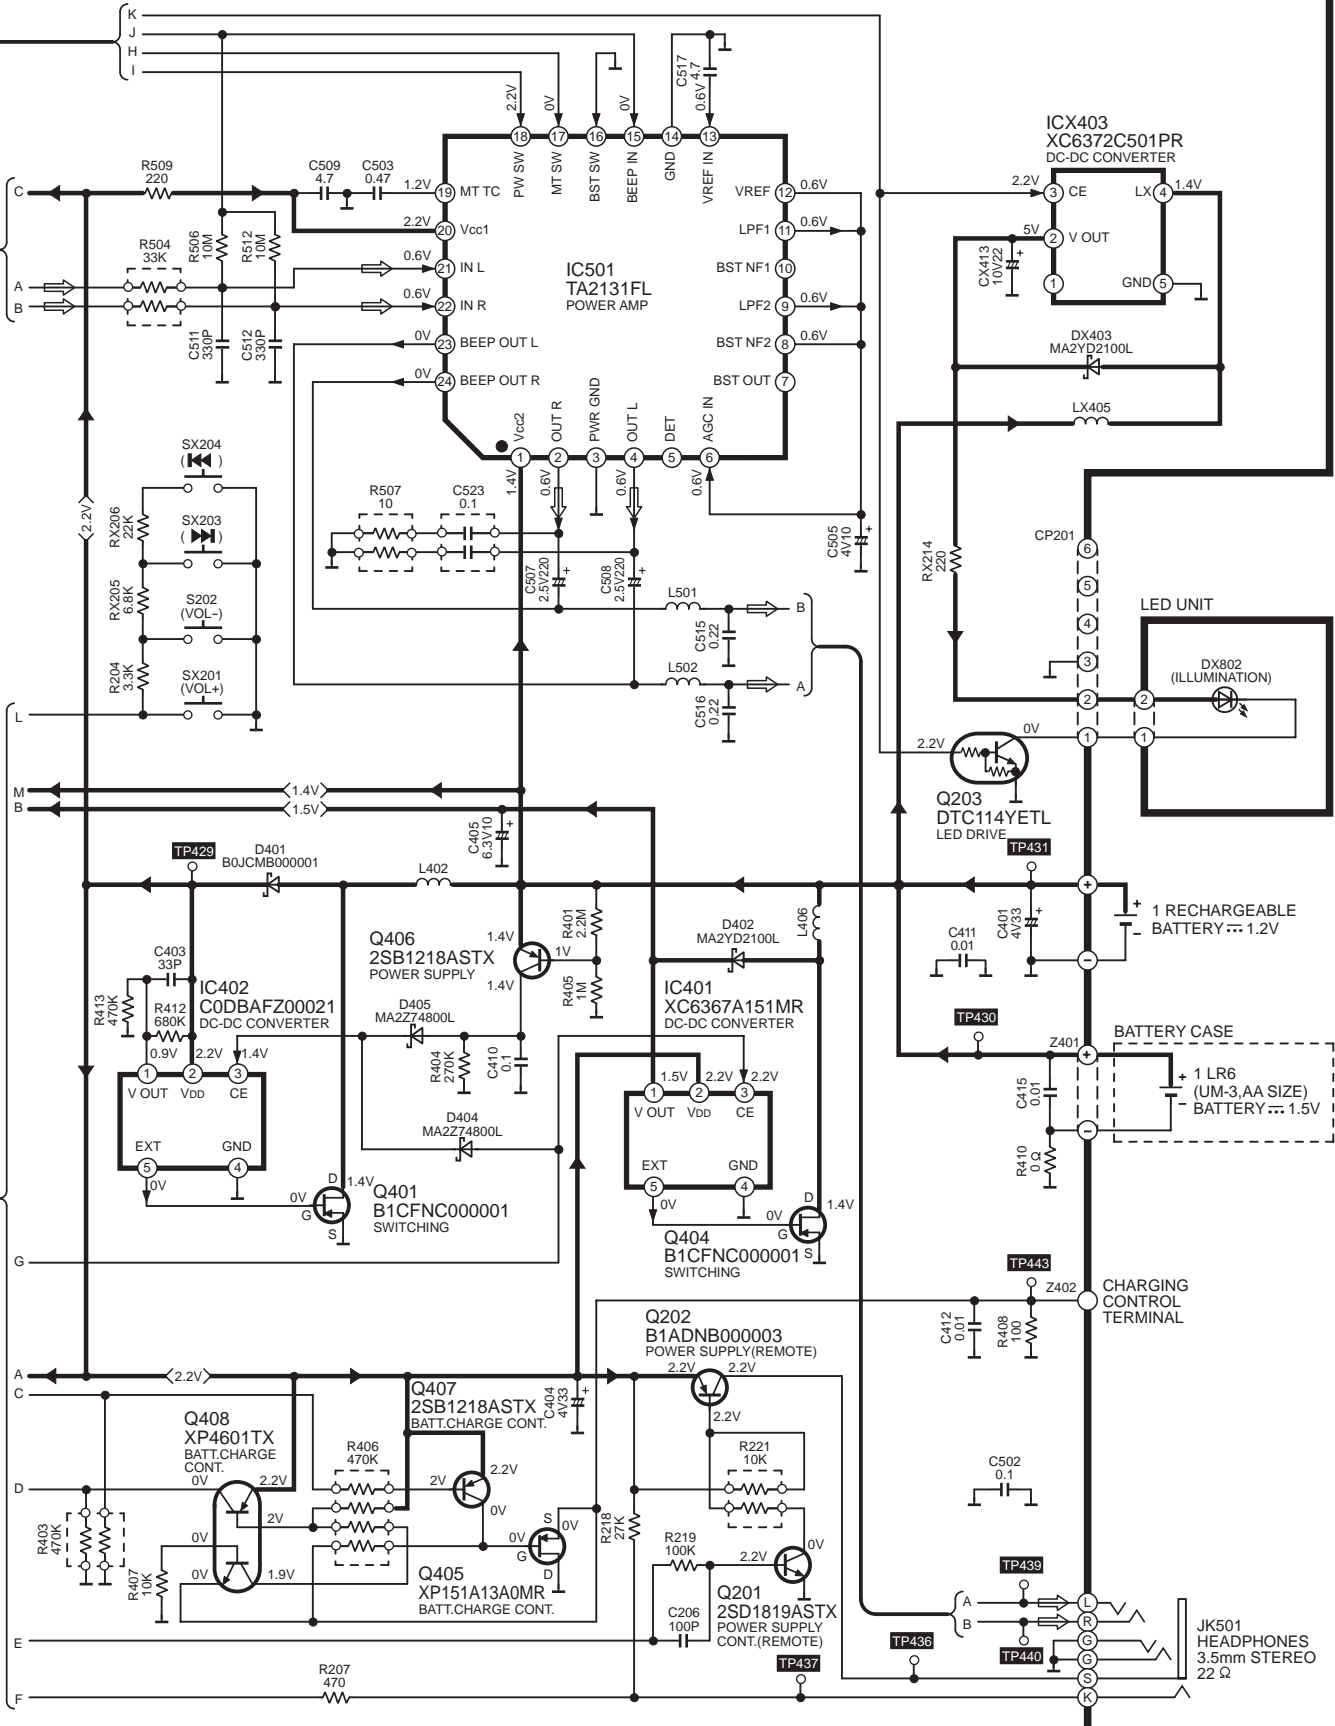 K
J
H
I
2.2V
0V
0V
C517
4.7
0.6V
18
17
16
15
14
13
PW SW
MT SW
BST SW
BEEP IN
GND
VREF IN
ICX403
XC6372C501PR
DC-DC CONVERTER
2.2V
3
CE
LX
4
1.4V
5V
2
V OUT
CX413
10V22
1
GND
5
DX403
MA2YD2100L
LX405
C
R509
220
C509
4.7
C503
0.47
1.2V
19
MT TC
2.2V
20
Vcc1
R506
10M
R512
10M
R504
33K
A
B
0.6V
21
IN L
0.6V
22
IN R
C511
330P
C512
330P
0V
23
BEEP OUT L
0V
24
BEEP OUT R
IC501
TA2131FL
POWER AMP
VREF
12
0.6V
LPF1
11
0.6V
BST NF1
10
LPF2
9
0.6V
BST NF2
8
0.6V
BST OUT
7
Vcc2
OUT R
PWR GND
OUT L
DET
AGC IN
1
2
3
4
5
6
1.4V
0.6V
0.6V
0.6V
SX204
( )
RX206
22K
SX203
( )
RX205
6.8K
S202
(VOL-)
R204
3.3K
SX201
(VOL+)
L
2.2V
R507
10
C523
0.1
C507
2.5V220
+
C508
2.5V220
+
C505
4V10
+
L501
B
C515
0.22
L502
A
C516
0.22
RX214
220
CP201
6
5
4
3
2
1
LED UNIT
DX802
(ILLUMINATION)
2
1
2.2V
0V
Q203
DTC114YETL
LED DRIVE
M
1.4V
B
1.5V
C405
6.3V10
+
TP429
D401
B0JCMB000001
L402
TP431
+
1 RECHARGEABLE
BATTERY 1.2V
C411
0.01
C401
4V33
+
−
R401
2.2M
D402
MA2YD2100L
L406
Q406
2SB1218ASTX
POWER SUPPLY
1.4V
1V
1.4V
R405
1M
C403
33P
R413
470K
R412
680K
IC402
C0DBAFZ00021
DC-DC CONVERTER
0.9V
2.2V
1.4V
1
2
3
V OUT
VDD
CE
EXT
GND
5
4
0V
D405
MA2Z74800L
R404
270K
C410
0.1
D404
MA2Z74800L
IC401
XC6367A151MR
DC-DC CONVERTER
1.5V
2.2V
2.2V
1
2
3
V OUT
VDD
CE
EXT
GND
5
4
0V
TP430
Z401
+
BATTERY CASE
1 LR6
(UM-3,AA SIZE)
BATTERY 1.5V
C415
0.01
−
R410
0 Ω
0V
G
D
1.4V
S
Q401
B1CFNC000001
SWITCHING
0V
G
D
1.4V
S
Q404
B1CFNC000001
SWITCHING
G
TP443
Z402
CHARGING
CONTROL
TERMINAL
C412
0.01
R408
100
Q202
B1ADNB000003
POWER SUPPLY(REMOTE)
2.2V
2.2V
2.2V
A
2.2V
C
Q408
XP4601TX
BATT.CHARGE
CONT.
Q407
2SB1218ASTX
BATT.CHARGE CONT.
C404
4V33
+
R406
470K
R221
10K
C502
0.1
D
0V
2.2V
2V
2V
2.2V
0V
R403
470K
0V
0V
1.9V
R407
10K
0V
G
S
0V
D
Q405
XP151A13A0MR
BATT.CHARGE CONT.
R218
27K
R219
100K
2.2V
0V
Q201
2SD1819ASTX
POWER SUPPLY
CONT.(REMOTE)
C206
100P
E
R207
470
F
TP437
TP436
TP439
A
B
TP440
L
R
G
G
S
K
JK501
HEADPHONES
3.5mm STEREO
22 Ω